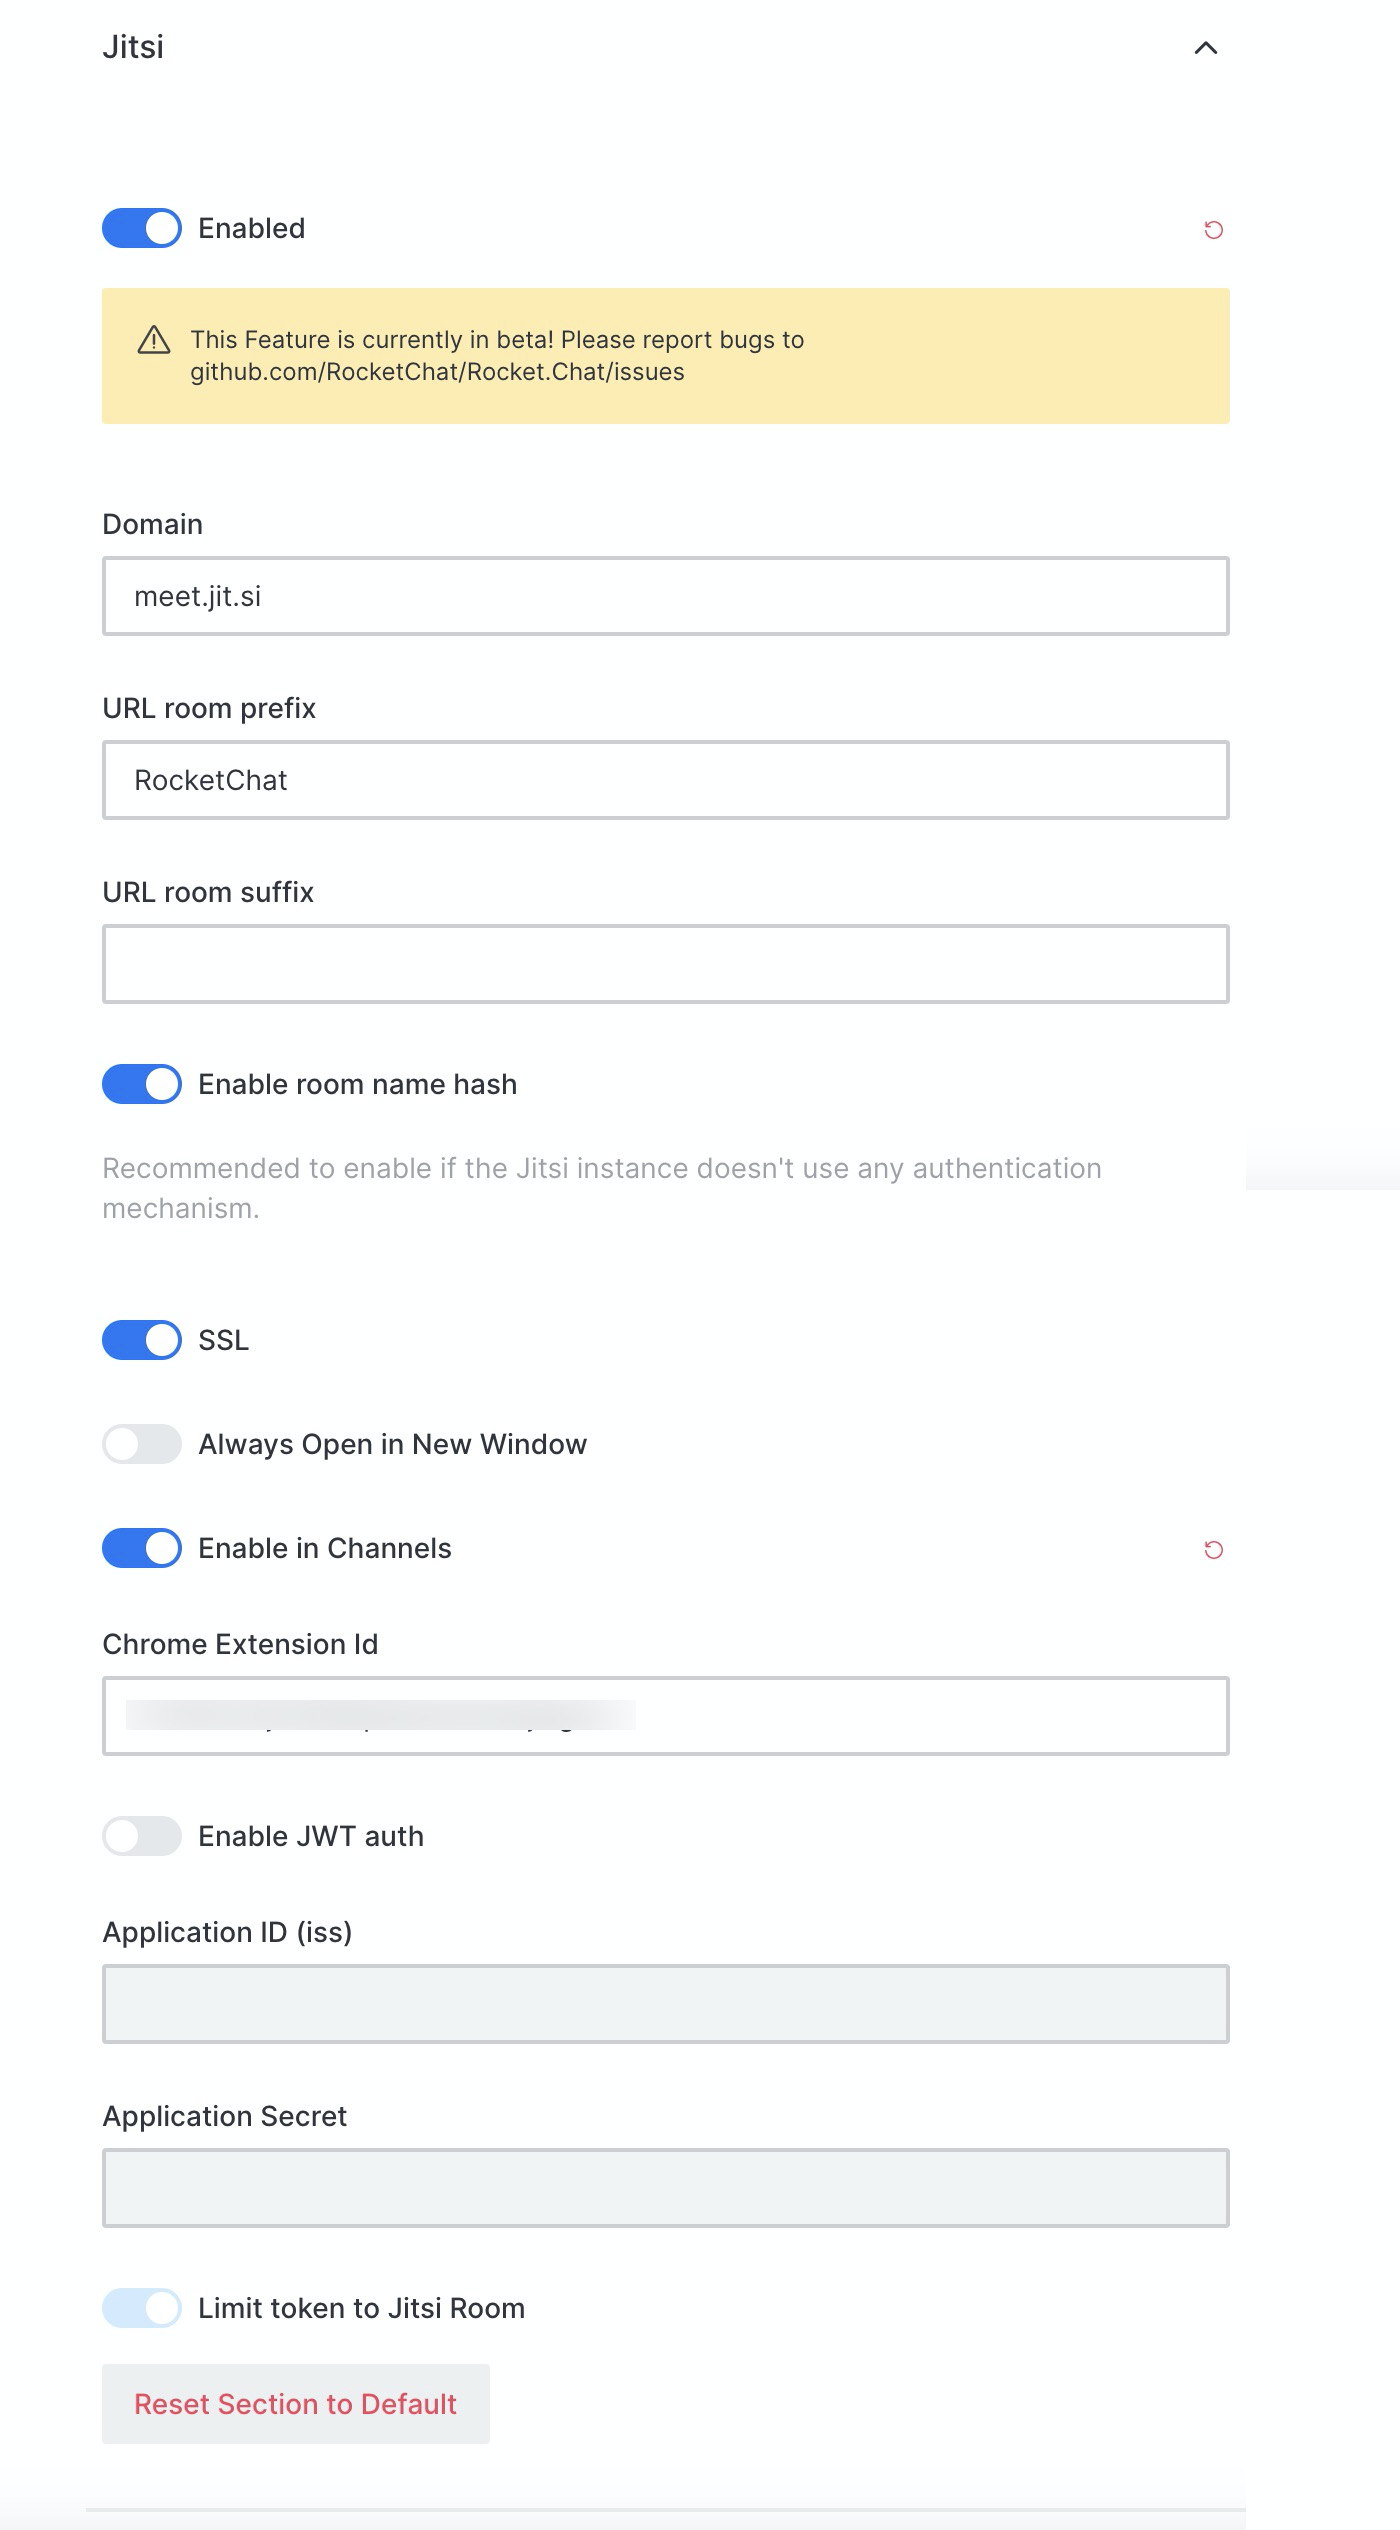 Jitsi
Enabled
This Feature is currently in beta! Please report bugs to
github.com/RocketChat/Rocket.Chat/issues
Domain
meet.jit.si
URL room prefix
RocketChat
URL room suffix
Enable room name hash
Recommended to enable if the Jitsi instance doesn't use any authentication
mechanism.
SSL
Always Open in New Window
Enable in Channels
Chrome Extension Id
Enable JWT auth
Application ID (iss)
Application Secret
Limit token to Jitsi Room
Reset Section to Default